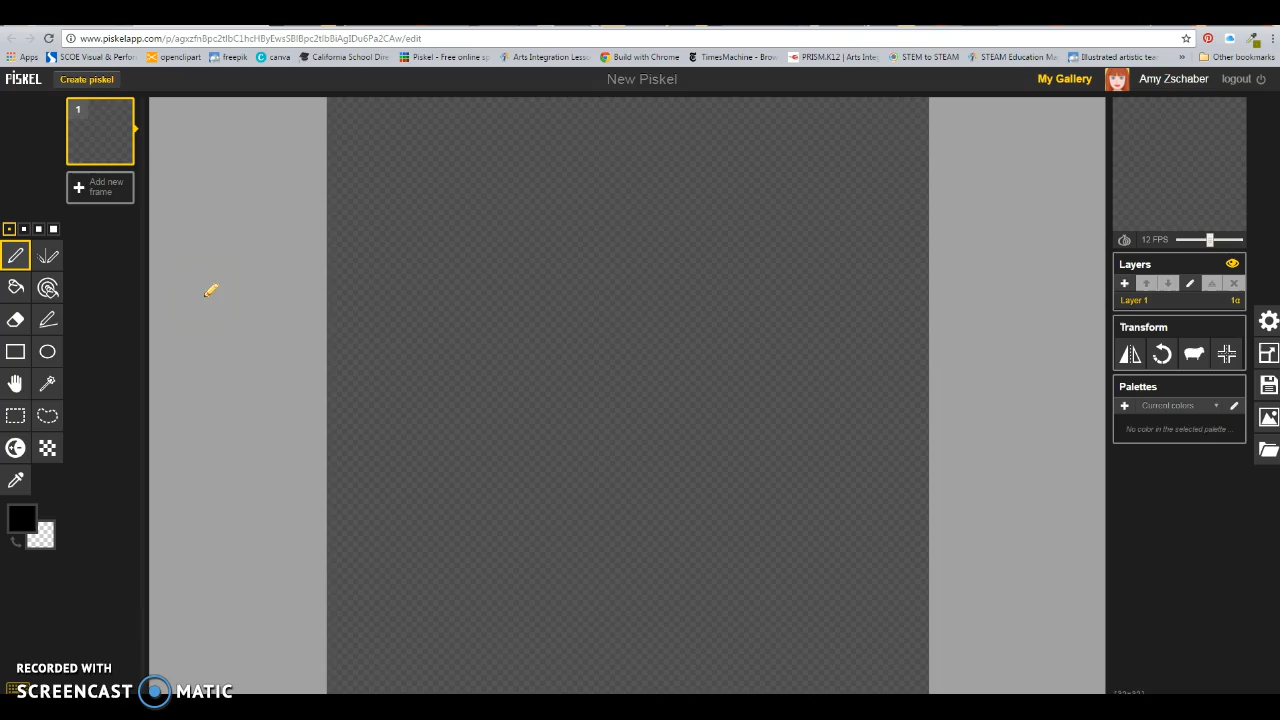 www.piskelapp.com/p/agxzfnBpc2tlbC1hcHByEwsSBlBpc2tlbBiAgIDu6Pa2CAw/edit
Apps SCOE Visual & Perfor openclipart freepik canva California School Dire Piskel - Free online sp Arts Integration Lesso Build with Chrome TimesMachine - Brow PRISM.K12 | Arts Integ STEM to STEAM STEAM Education Ma Illustrated artistic tea » Other bookmarks
PISKEL Create piskel New Piskel My Gallery Amy Zschaber logout
1
Add new
frame
12 FPS
Layers
Layer 1 1α
Transform
Palettes
Current colors
No color in the selected palette ...
RECORDED WITH
SCREENCAST MATIC